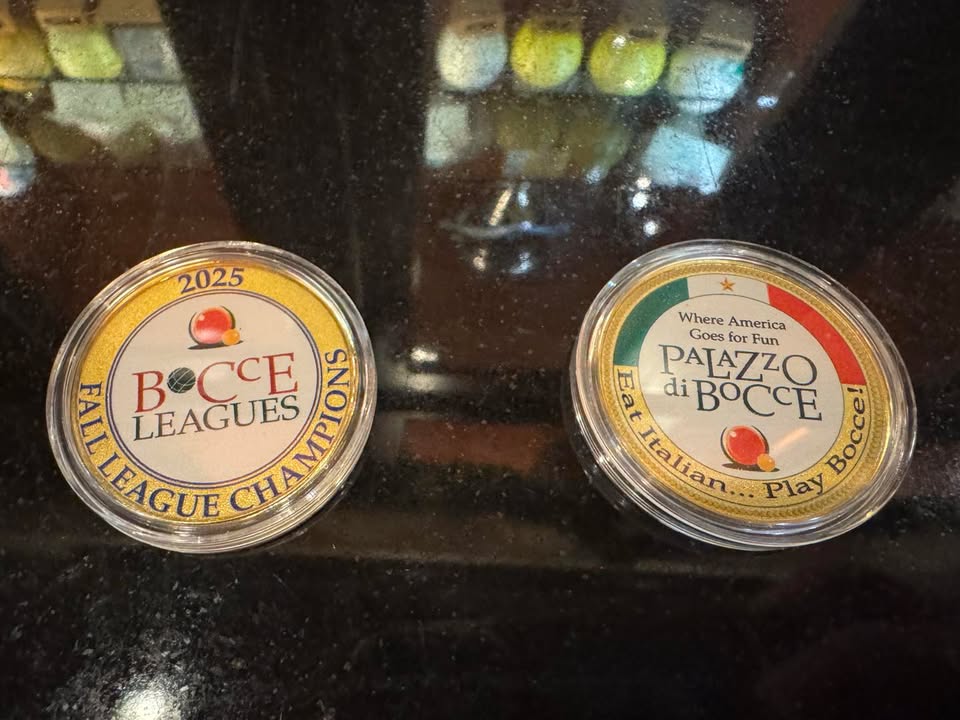 2025
BOCCE
LEAGUES
FALL LEAGUE CHAMPIONS
Where America
Goes for Fun
PALAZZO
di BOCCE
Eat Italian... Play Bocce!